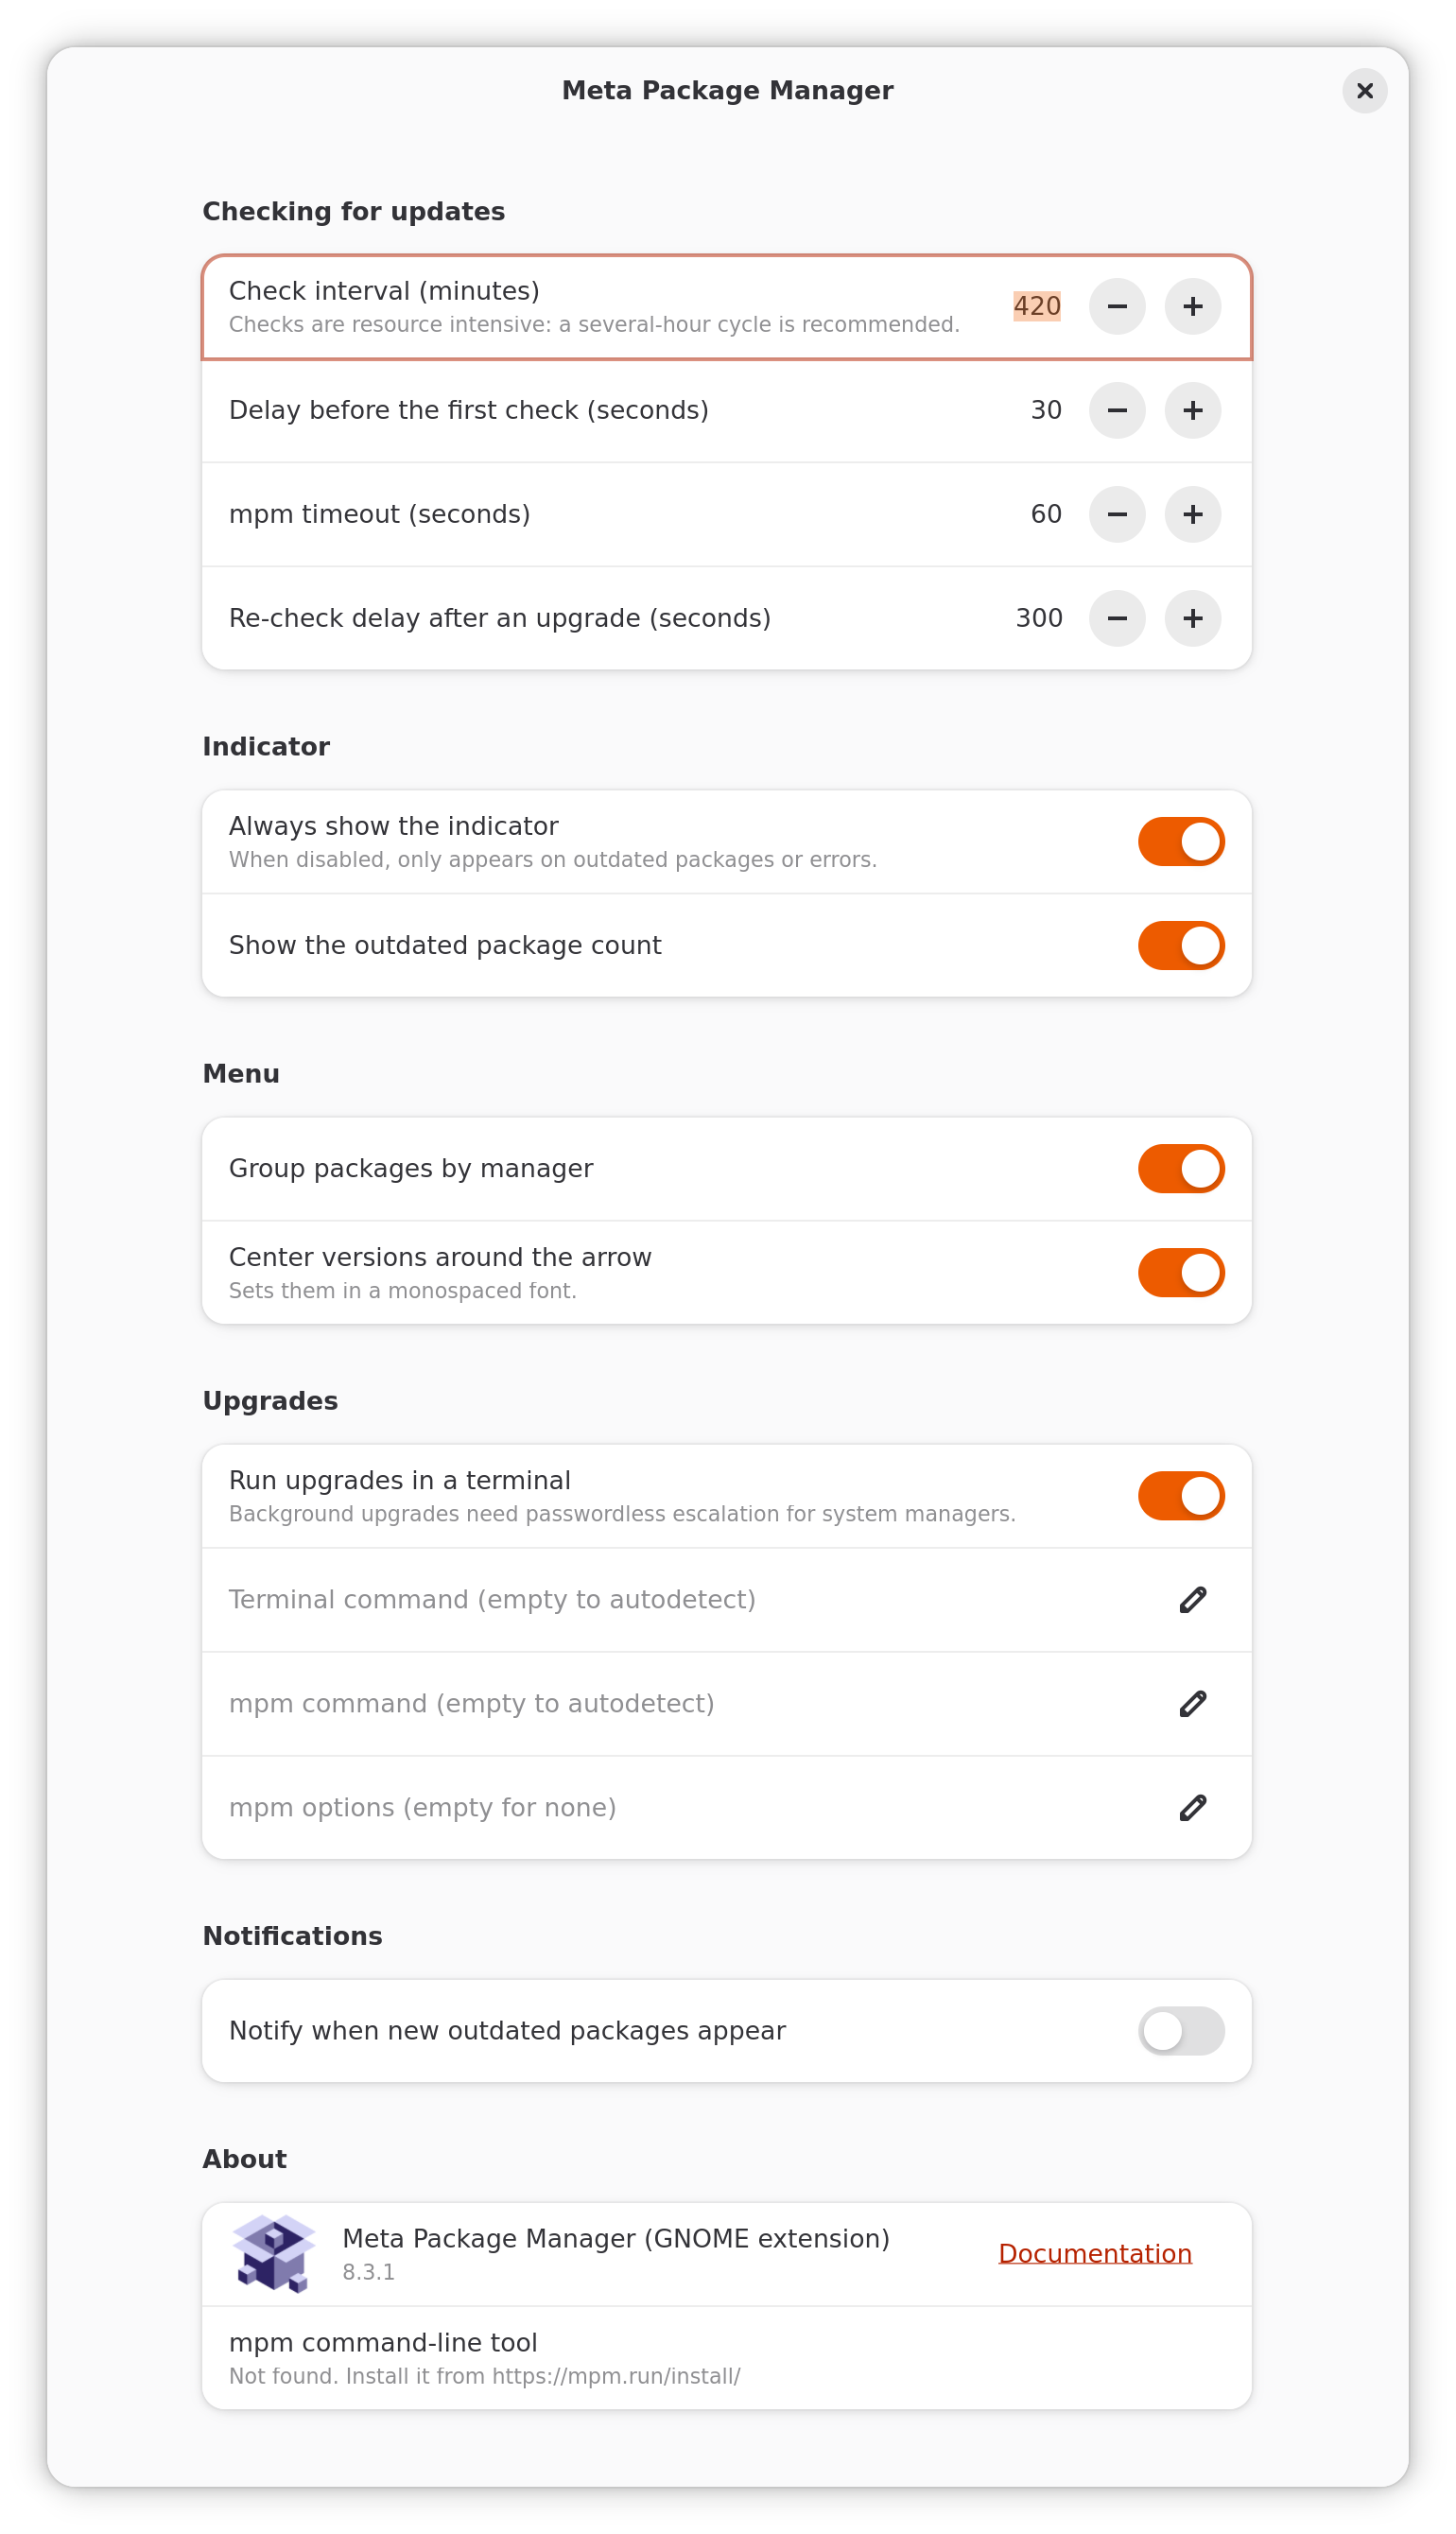 Meta Package Manager
Checking for updates
Check interval (minutes)
Checks are resource intensive: a several-hour cycle is recommended.
420
Delay before the first check (seconds)
30
mpm timeout (seconds)
60
Re-check delay after an upgrade (seconds)
300
Indicator
Always show the indicator
When disabled, only appears on outdated packages or errors.
Show the outdated package count
Menu
Group packages by manager
Center versions around the arrow
Sets them in a monospaced font.
Upgrades
Run upgrades in a terminal
Background upgrades need passwordless escalation for system managers.
Terminal command (empty to autodetect)
mpm command (empty to autodetect)
mpm options (empty for none)
Notifications
Notify when new outdated packages appear
About
Meta Package Manager (GNOME extension)
8.3.1
Documentation
mpm command-line tool
Not found. Install it from https://mpm.run/install/